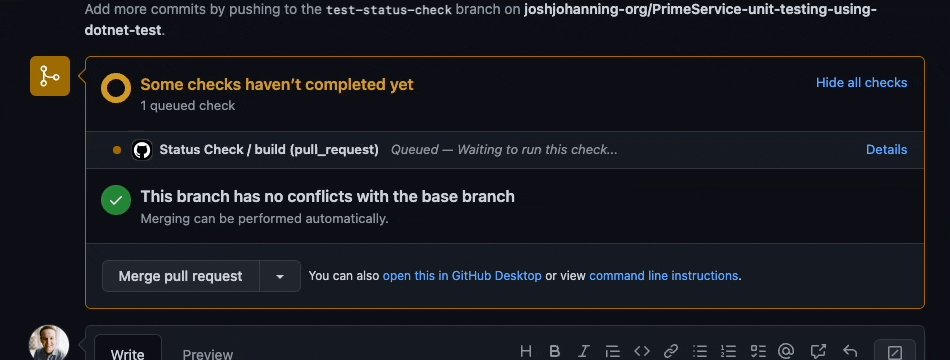 Add more commits by pushing to the test-status-check branch on joshjohanning-org/PrimeService-unit-testing-using-
dotnet-test.
Some checks haven't completed yet
Hide all checks
1 queued check
Status Check / build (pull_request) Queued — Waiting to run this check...
Details
This branch has no conflicts with the base branch
Merging can be performed automatically.
Merge pull request
You can also open this in GitHub Desktop or view command line instructions.
Write
Preview